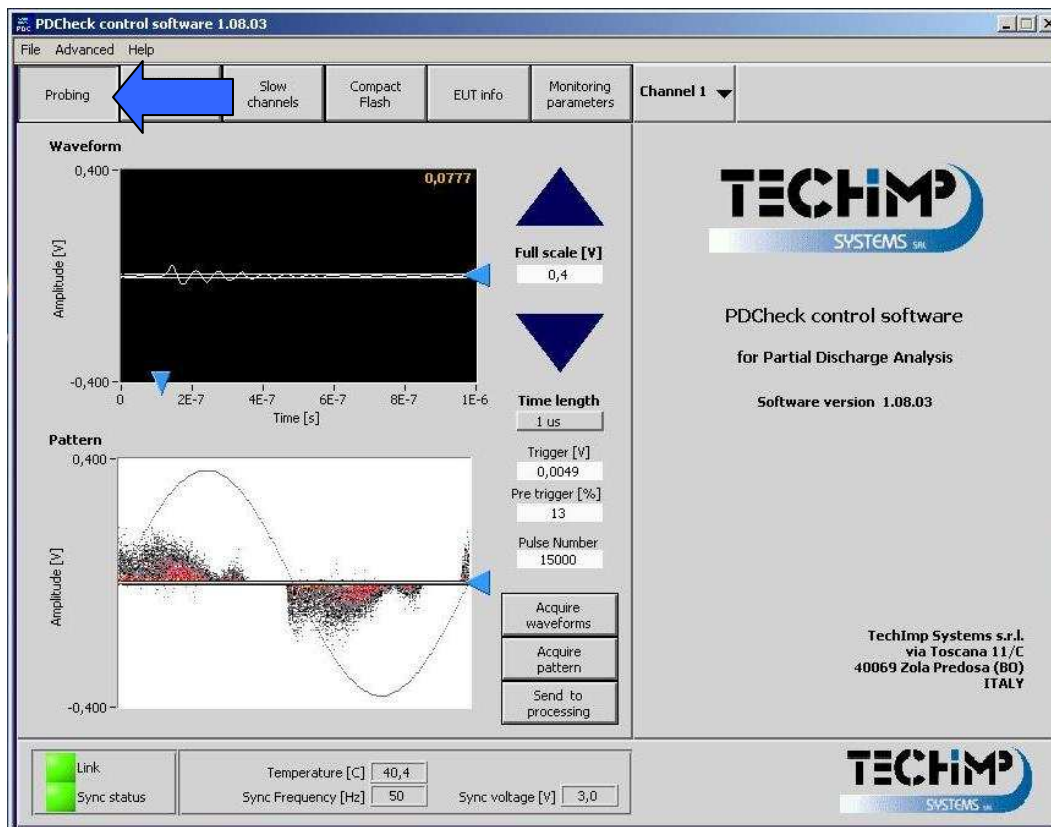 PDC
PDCheck control software 1.08.03
File Advanced Help
Probing
Slow
channels
Compact
Flash
EUT info
Monitoring
parameters
Channel 1
Waveform
0,400
0,0777
Amplitude [V]
-0,400
0 2E-7 4E-7 6E-7 8E-7 1E-6
Time [s]
Full scale [V]
0,4
Time length
1 us
Trigger [V]
0,0049
Pre trigger [%]
13
Pulse Number
15000
Pattern
0,400
Amplitude [V]
-0,400
Acquire
waveforms
Acquire
pattern
Send to
processing
TECHIMP
SYSTEMS SRL
PDCheck control software
for Partial Discharge Analysis
Software version 1.08.03
TechImp Systems s.r.l.
via Toscana 11/C
40069 Zola Predosa (BO)
ITALY
Link
Sync status
Temperature [C] 40,4
Sync Frequency [Hz] 50
Sync voltage [V] 3,0
TECHIMP
SYSTEMS SRL